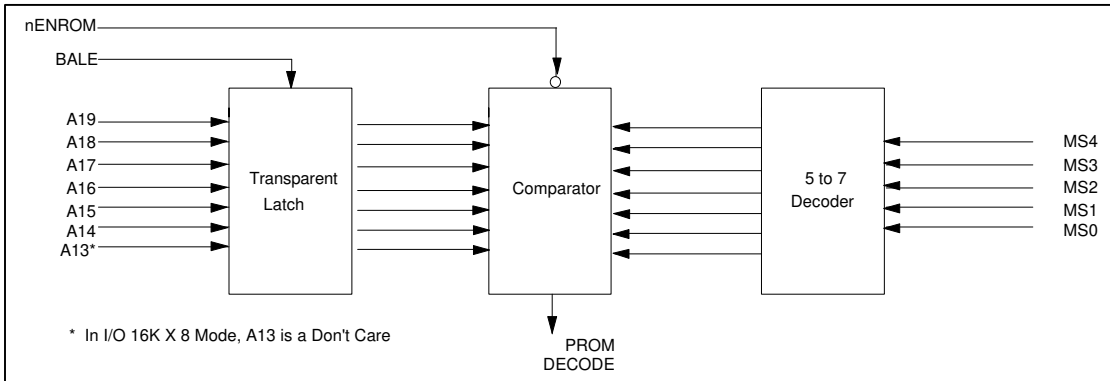 nENROM
BALE
A19
A18
A17
A16
A15
A14
A13*
Transparent
Latch
Comparator
5 to 7
Decoder
MS4
MS3
MS2
MS1
MS0
* In I/O 16K X 8 Mode, A13 is a Don't Care
PROM
DECODE